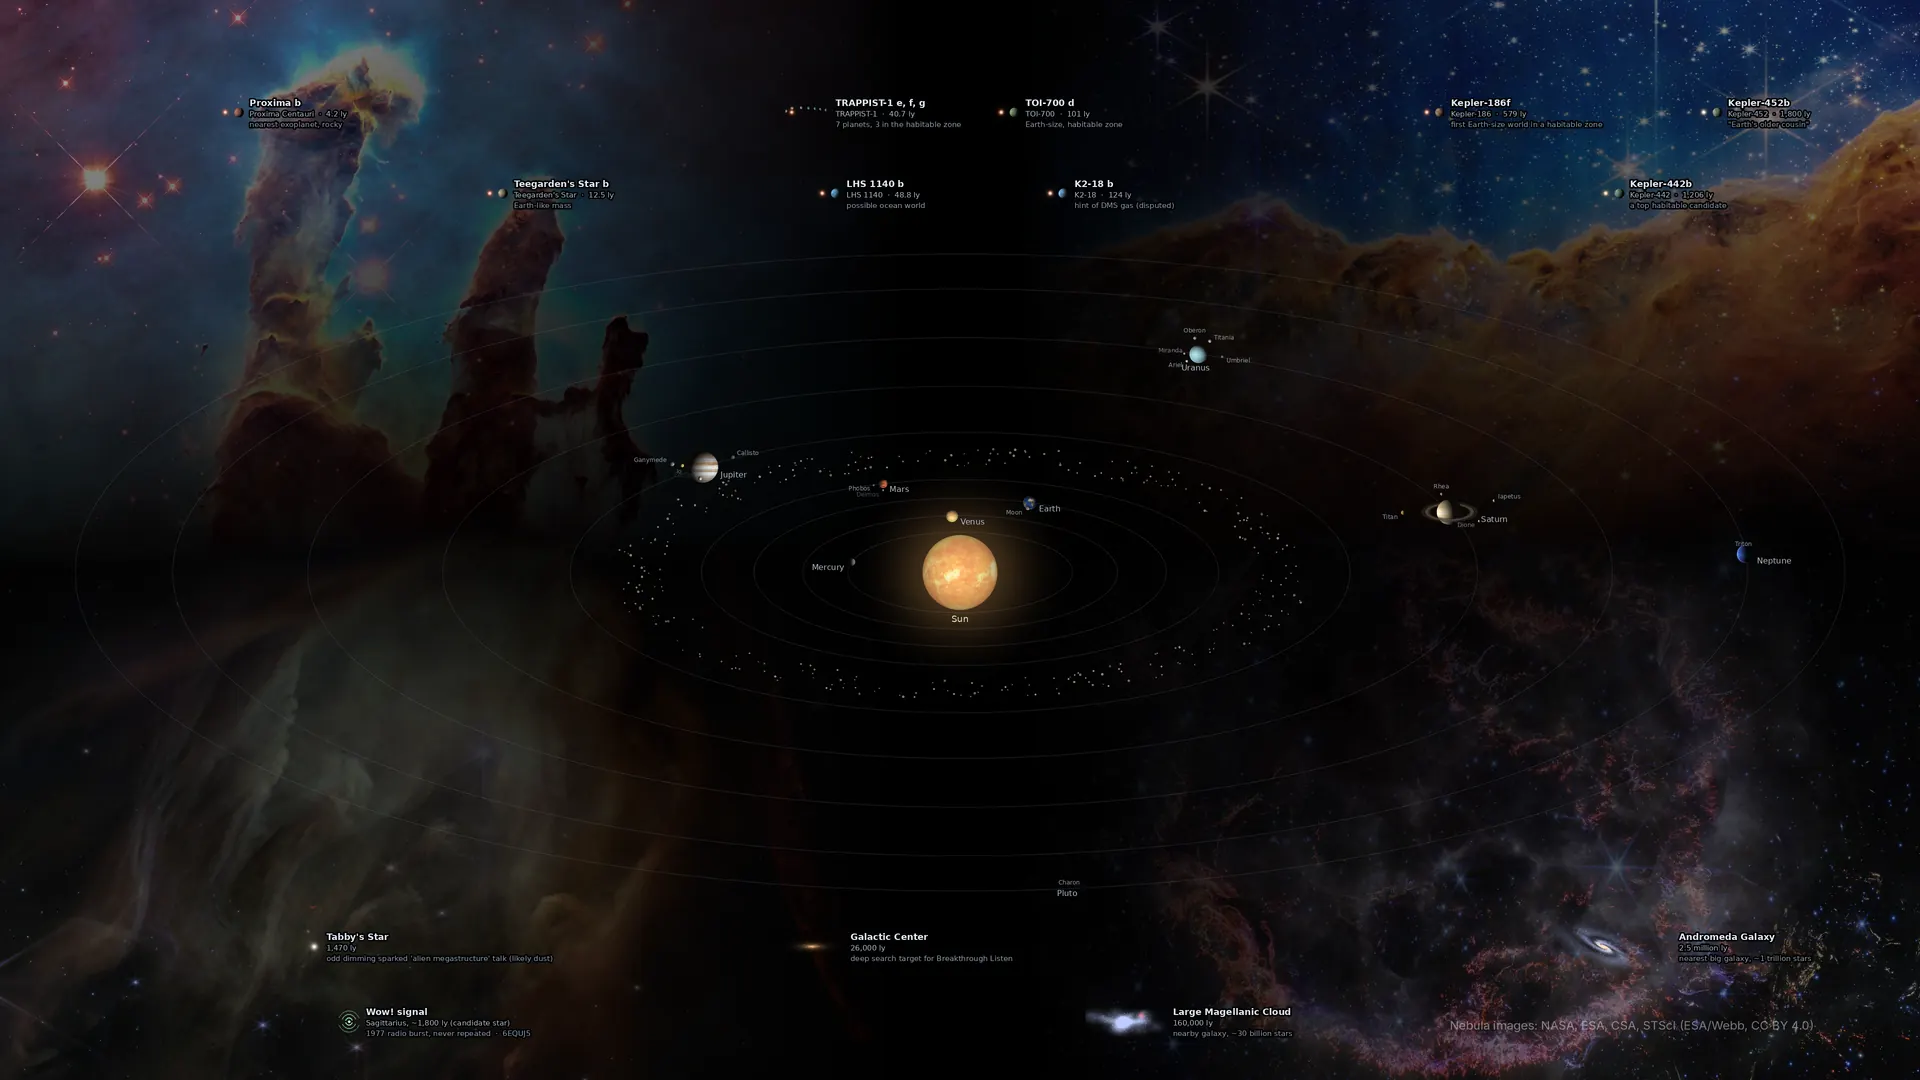 Proxima b
Proxima Centauri · 4.2 ly
nearest exoplanet, rocky
TRAPPIST-1 e, f, g
TRAPPIST-1 · 40.7 ly
7 planets, 3 in the habitable zone
TOI-700 d
TOI-700 · 101 ly
Earth-size, habitable zone
Kepler-186f
Kepler-186 · 579 ly
first Earth-size world in a habitable zone
Kepler-452b
Kepler-452 · 1,800 ly
"Earth's older cousin"
Teegarden's Star b
Teegarden's Star · 12.5 ly
Earth-like mass
LHS 1140 b
LHS 1140 · 48.8 ly
possible ocean world
K2-18 b
K2-18 · 124 ly
hint of DMS gas (disputed)
Kepler-442b
Kepler-442 · 1,206 ly
a top habitable candidate
Oberon
Titania
Miranda
Umbriel
Ariel
Uranus
Callisto
Ganymede
Io
Jupiter
Phobos
Mars
Deimos
Earth
Moon
Venus
Rhea
Iapetus
Titan
Saturn
Dione
Triton
Neptune
Mercury
Sun
Charon
Pluto
Tabby's Star
1,470 ly
odd dimming sparked 'alien megastructure' talk (likely dust)
Galactic Center
26,000 ly
deep search target for Breakthrough Listen
Andromeda Galaxy
2.5 million ly
nearest big galaxy, ~1 trillion stars
Wow! signal
Sagittarius, ~1,800 ly (candidate star)
1977 radio burst, never repeated · 6EQUJ5
Large Magellanic Cloud
160,000 ly
nearby galaxy, ~30 billion stars
Nebula images: NASA, ESA, CSA, STScI (ESA/Webb, CC BY 4.0)